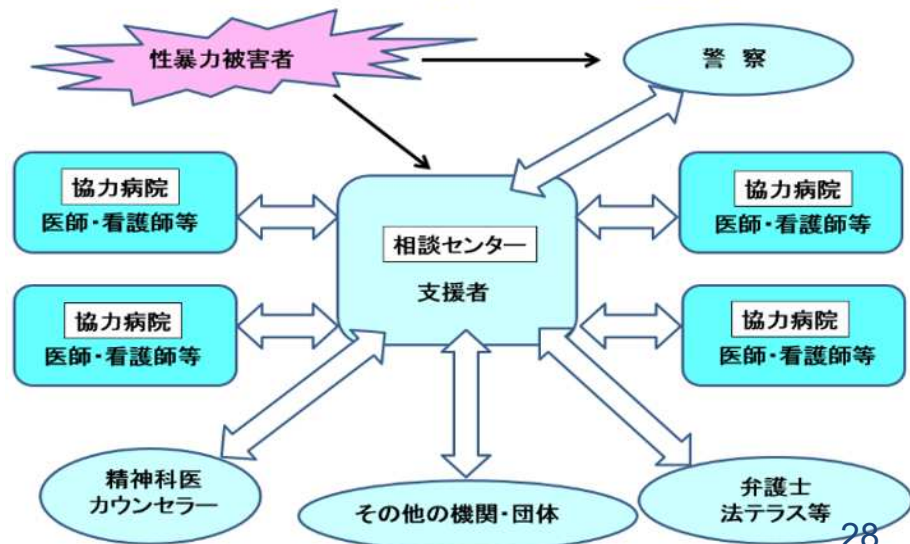 性暴力被害者
警 察
協力病院
医師・看護師等
協力病院
医師・看護師等
相談センター
支援者
協力病院
医師・看護師等
協力病院
医師・看護師等
精神科医
カウンセラー
その他の機関・団体
弁護士
法テラス等
28